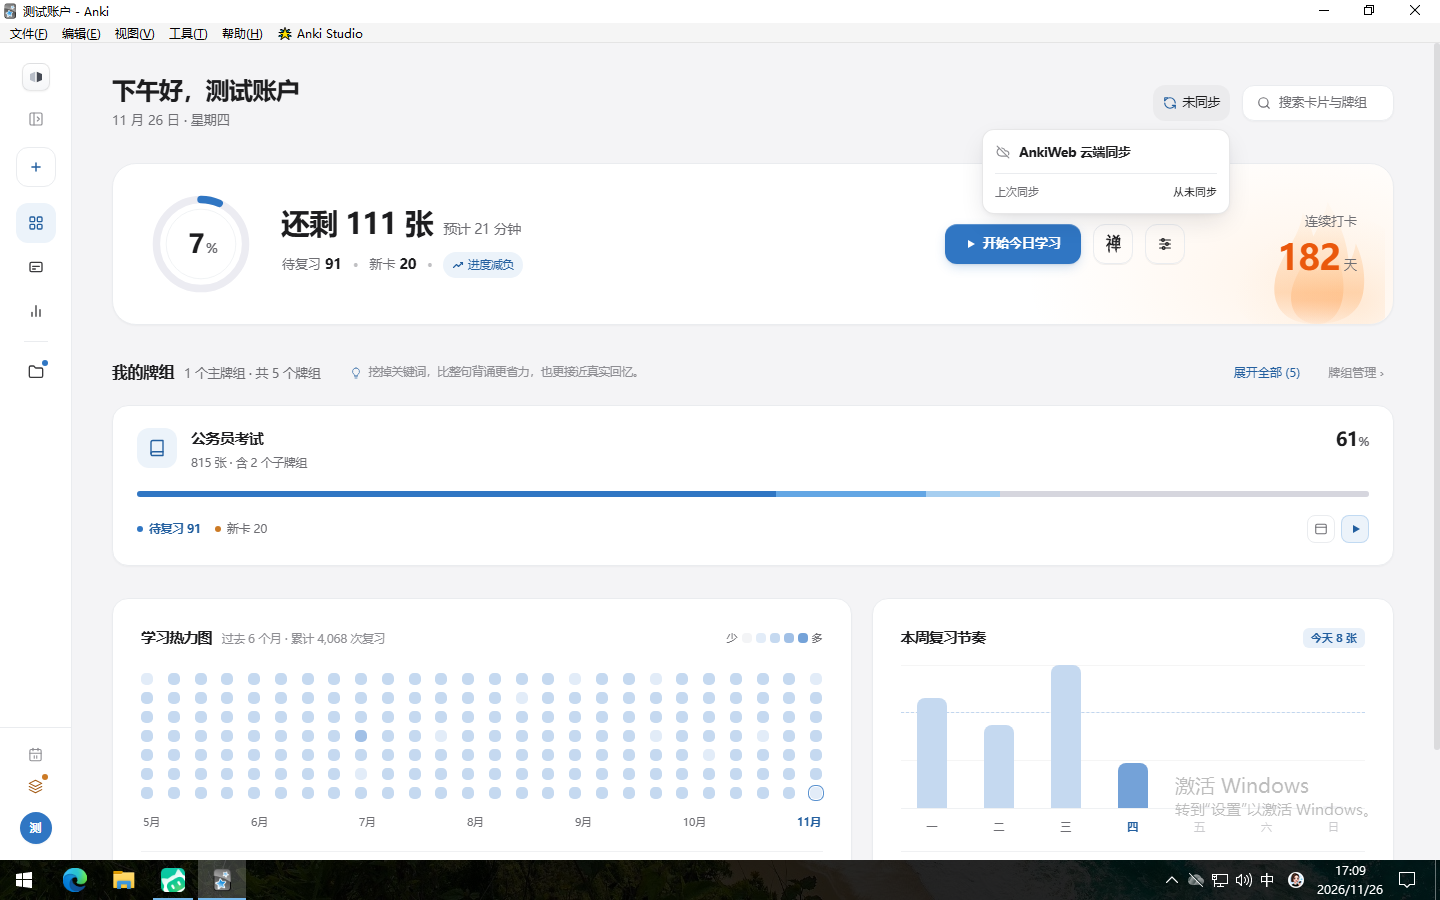 测试账户 - Anki
文件(F) 编辑(E) 视图(V) 工具(T) 帮助(H) Anki Studio
下午好，测试账户
11 月 26 日 · 星期四
未同步
搜索卡片与牌组
AnkiWeb 云端同步
上次同步 从未同步
7%
还剩 111 张 预计 21 分钟
待复习 91 • 新卡 20 • 进度减负
开始今日学习
禅
连续打卡
182 天
我的牌组 1 个主牌组 · 共 5 个牌组 挖掉关键词，比整句背诵更省力，也更接近真实回忆。 展开全部 (5) 牌组管理 ›
公务员考试
815 张 · 含 2 个子牌组
61%
待复习 91 新卡 20
学习热力图 过去 6 个月 · 累计 4,068 次复习 少 多
5月 6月 7月 8月 9月 10月 11月
本周复习节奏 今天 8 张
一 二 三 四 五 六 日
激活 Windows
转到“设置”以激活 Windows。
测
中
17:09
2026/11/26